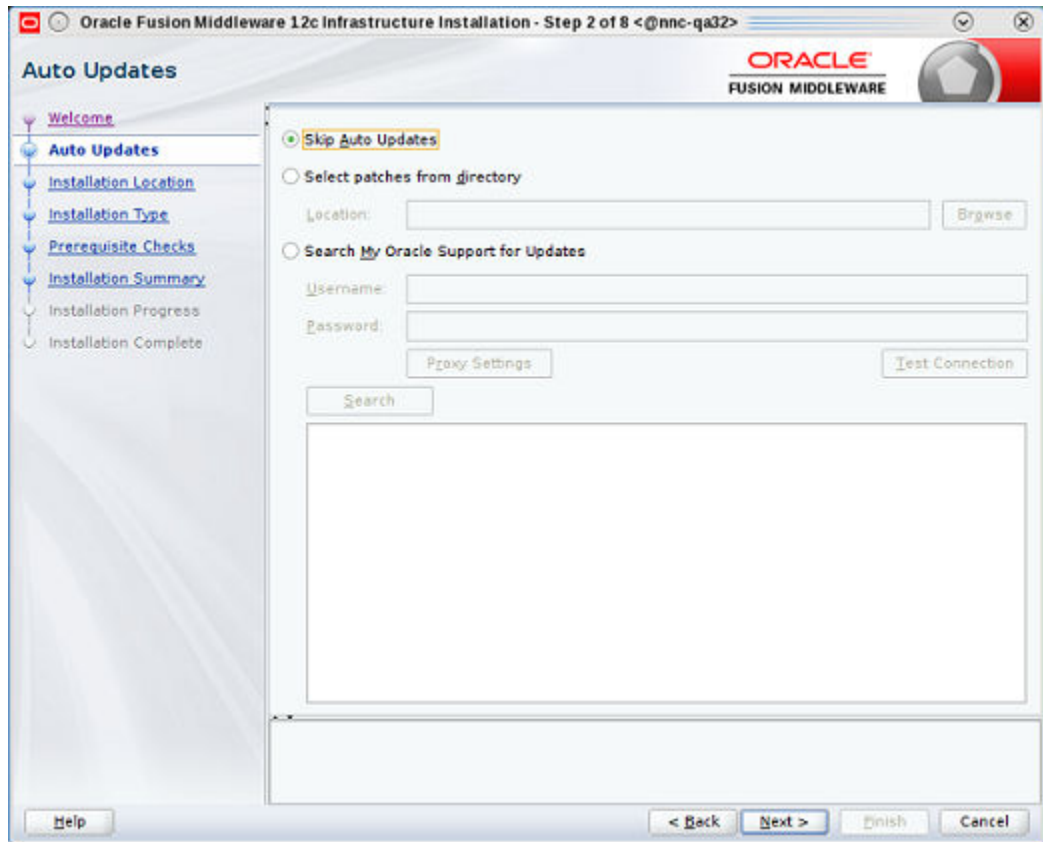 Oracle Fusion Middleware 12c Infrastructure Installation - Step 2 of 8 <@nnc-qa32>
Auto Updates
ORACLE
FUSION MIDDLEWARE
Welcome
Auto Updates
Installation Location
Installation Type
Prerequisite Checks
Installation Summary
Installation Progress
Installation Complete
Skip Auto Updates
Select patches from directory
Location:
Browse
Search My Oracle Support for Updates
Username:
Password:
Proxy Settings
Test Connection
Search
Help
< Back
Next >
Finish
Cancel